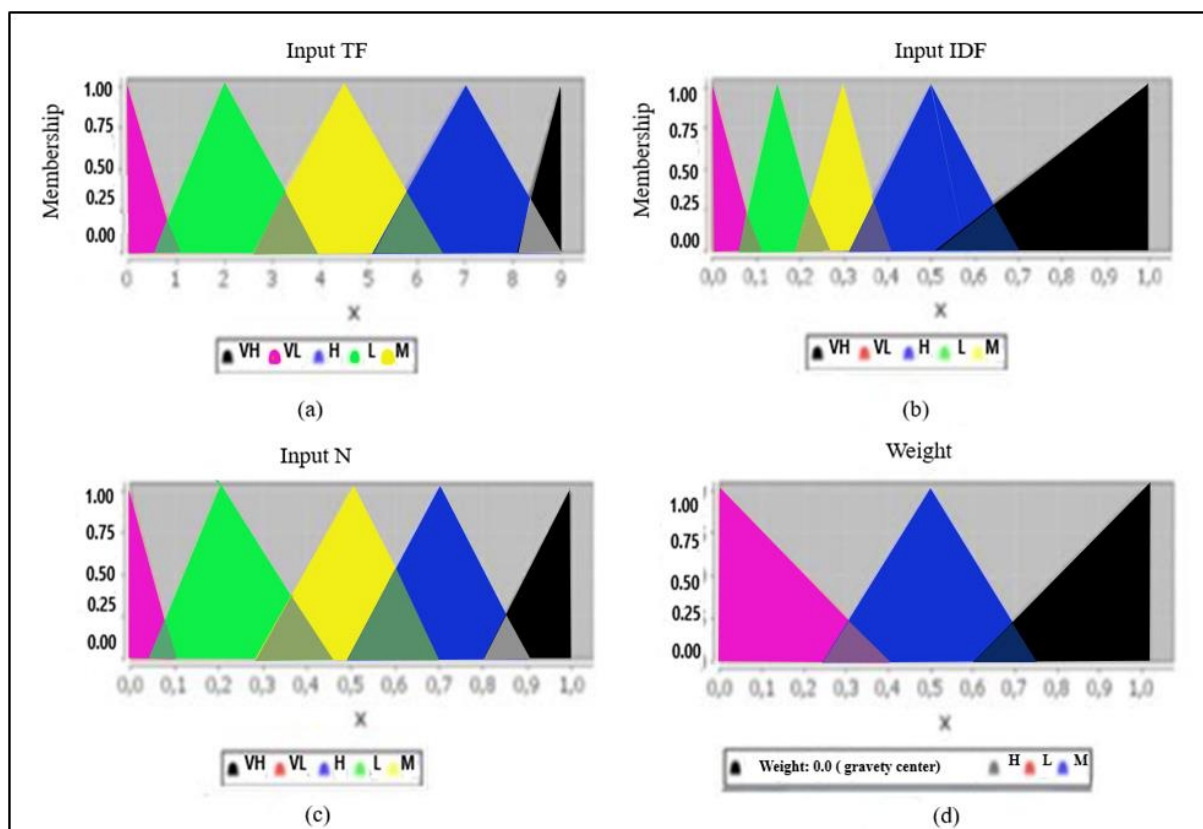 Input TF
Membership
1.00
0.75
0.50
0.25
0.00
0 1 2 3 4 5 6 7 8 9
X
VH VL H L M
(a)
Input IDF
Membership
1.00
0.75
0.50
0.25
0.00
0,0 0,1 0,2 0,3 0,4 0,5 0,6 0,7 0,8 0,9 1,0
X
VH VL H L M
(b)
Input N
1.00
0.75
0.50
0.25
0.00
0,0 0,1 0,2 0,3 0,4 0,5 0,6 0,7 0,8 0,9 1,0
X
VH VL H L M
(c)
Weight
1.00
0.75
0.50
0.25
0.00
0,0 0,1 0,2 0,3 0,4 0,5 0,6 0,7 0,8 0,9 1,0
X
Weight: 0.0 ( gravety center) H L M
(d)